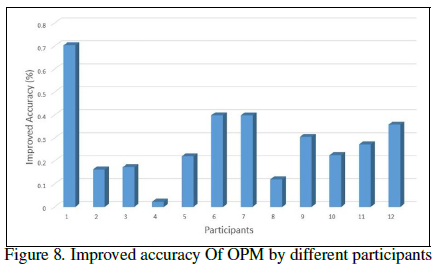 0.8
0.7
0.6
0.5
0.4
0.3
0.2
0.1
0
Improved Accuracy (%)
1 2 3 4 5 6 7 8 9 10 11 12
Participants
Figure 8. Improved accuracy Of OPM by different participants